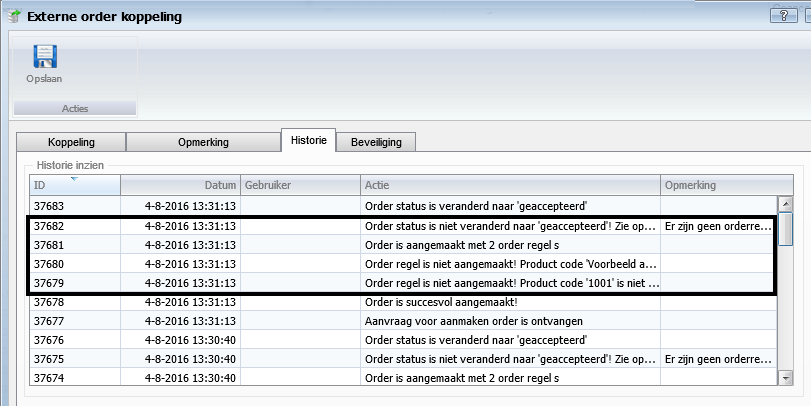 Externe order koppeling
?
Opslaan
Acties
Koppeling Opmerking Historie Beveiliging
Historie inzien
ID Datum Gebruiker Actie Opmerking
37683 4-8-2016 13:31:13 Order status is veranderd naar 'geaccepteerd'
37682 4-8-2016 13:31:13 Order status is niet veranderd naar 'geaccepteerd'! Zie op... Er zijn geen orderre...
37681 4-8-2016 13:31:13 Order is aangemaakt met 2 order regel s
37680 4-8-2016 13:31:13 Order regel is niet aangemaakt! Product code 'Voorbeeld a...
37679 4-8-2016 13:31:13 Order regel is niet aangemaakt! Product code '1001' is niet ...
37678 4-8-2016 13:31:13 Order is succesvol aangemaakt!
37677 4-8-2016 13:31:13 Aanvraag voor aanmaken order is ontvangen
37676 4-8-2016 13:30:40 Order status is veranderd naar 'geaccepteerd'
37675 4-8-2016 13:30:40 Order status is niet veranderd naar 'geaccepteerd'! Zie op... Er zijn geen orderre...
37674 4-8-2016 13:30:40 Order is aangemaakt met 2 order regel s